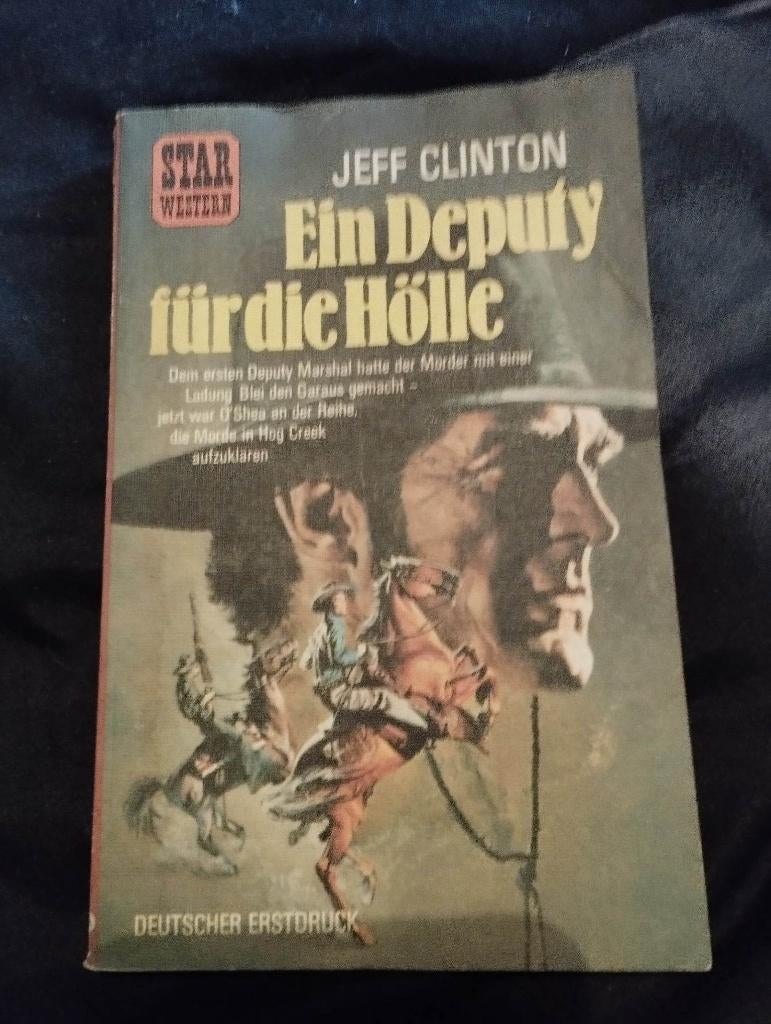 STAR
WESTERN
JEFF CLINTON
Ein Deputy
für die Hölle
Dem ersten Deputy Marshal hatte der Mörder mit einer
Ladung Blei den Garaus gemacht –
jetzt war O'Shea an der Reihe,
die Morde in Hog Creek
aufzuklären
DEUTSCHER ERSTDRUCK